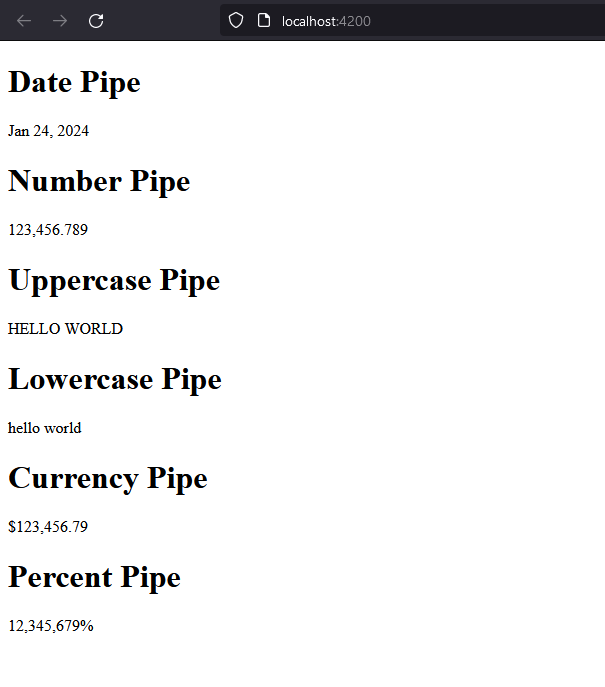 localhost:4200
Date Pipe
Jan 24, 2024
Number Pipe
123,456.789
Uppercase Pipe
HELLO WORLD
Lowercase Pipe
hello world
Currency Pipe
$123,456.79
Percent Pipe
12,345,679%